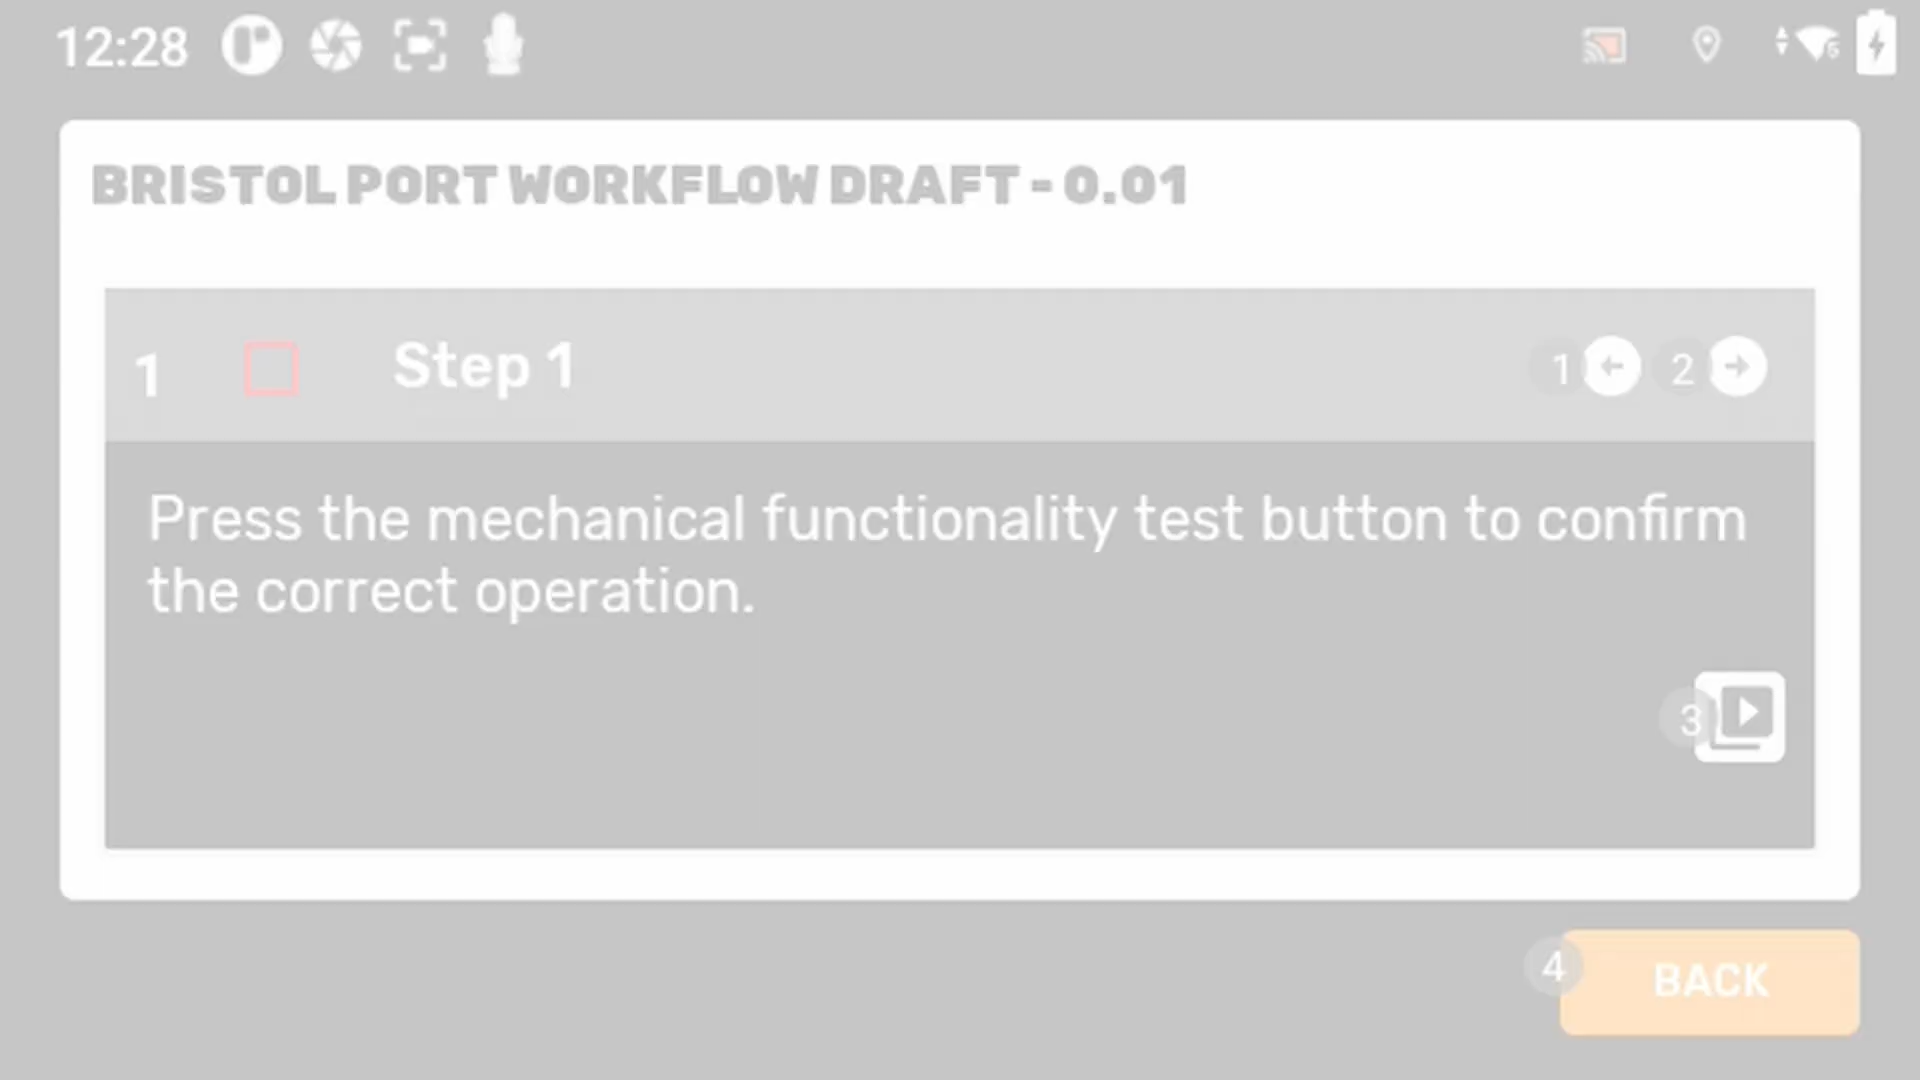 12:28
BRISTOL PORT WORKFLOW DRAFT - 0.01
1 Step 1 1 2
Press the mechanical functionality test button to confirm
the correct operation.
3
4 BACK